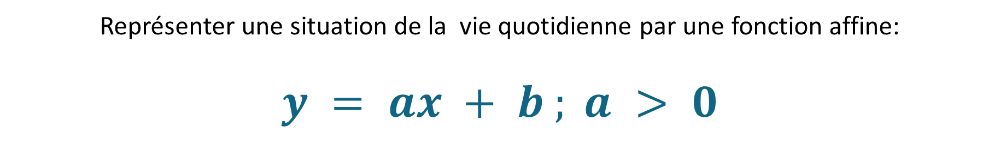 Représenter une situation de la vie quotidienne par une fonction affine:
y = ax + b ; a > 0